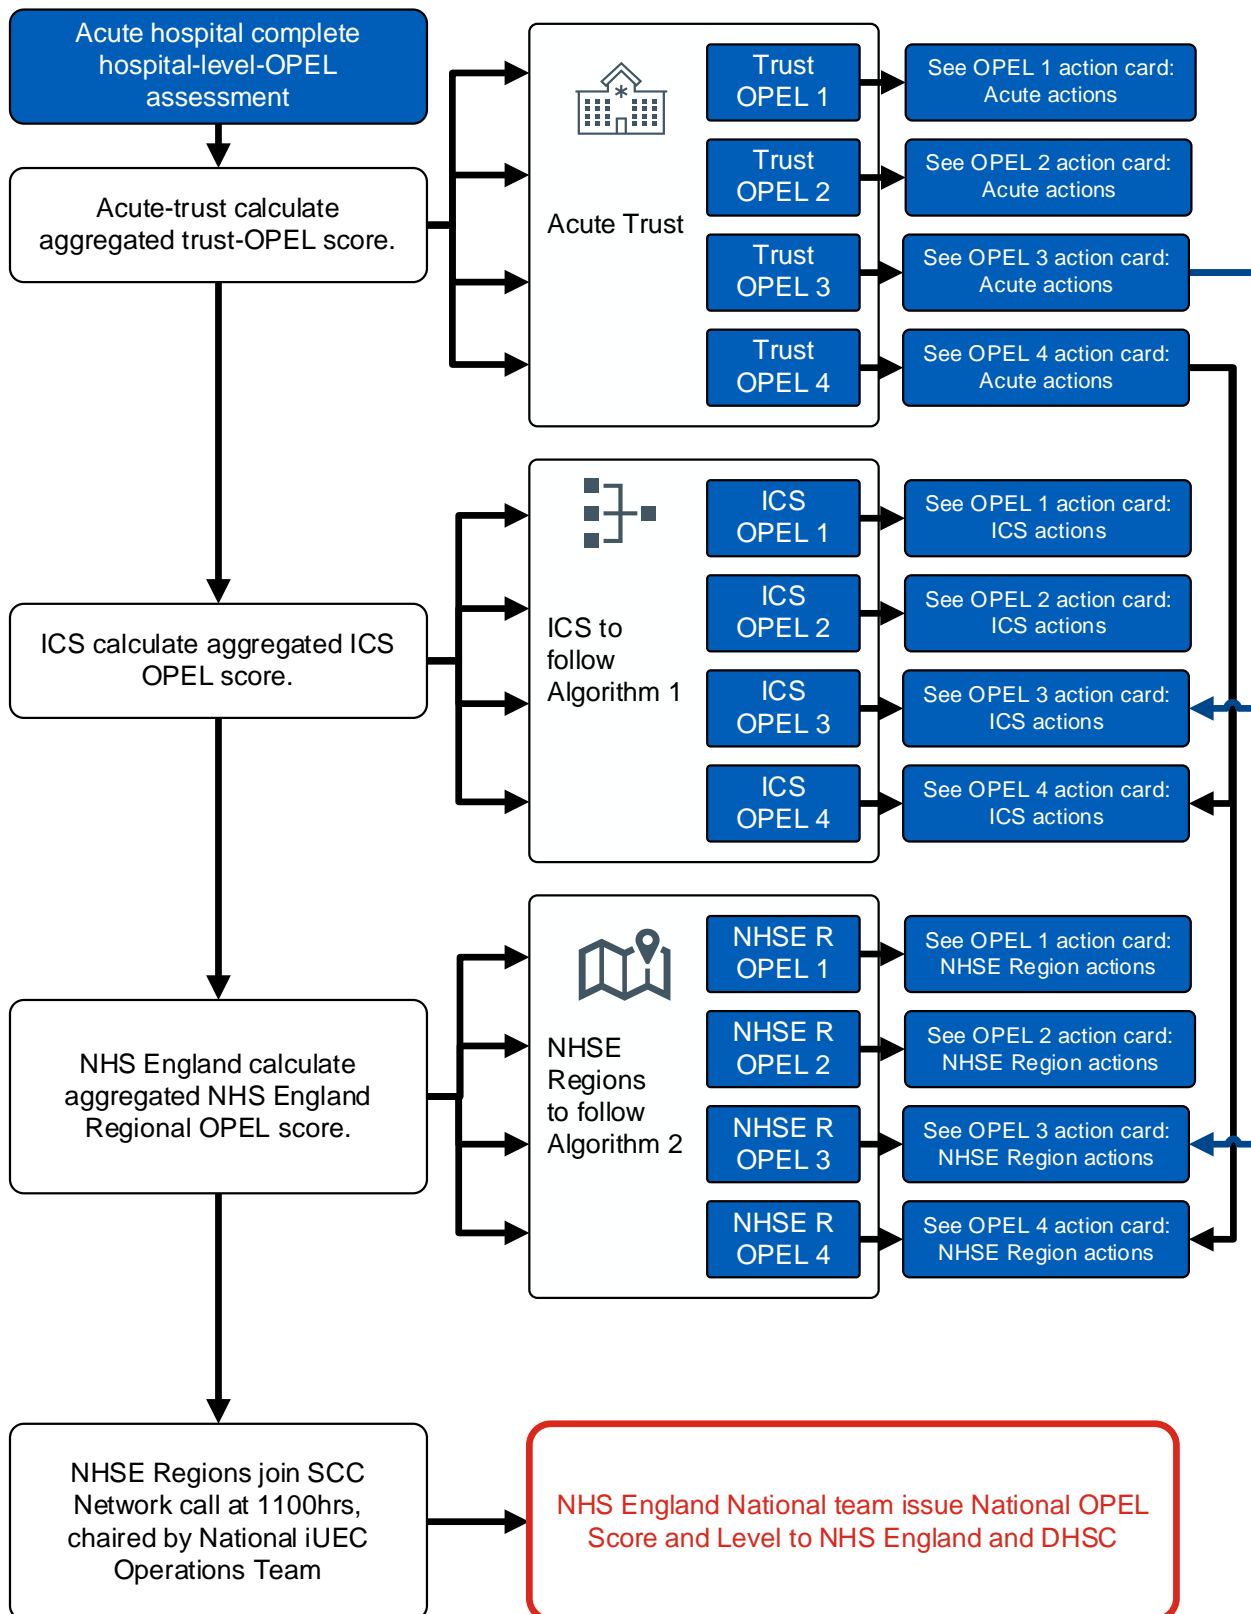 Acute hospital complete
hospital-level-OPEL
assessment
Acute-trust calculate
aggregated trust-OPEL score.
Acute Trust
Trust
OPEL 1
See OPEL 1 action card:
Acute actions
Trust
OPEL 2
See OPEL 2 action card:
Acute actions
Trust
OPEL 3
See OPEL 3 action card:
Acute actions
Trust
OPEL 4
See OPEL 4 action card:
Acute actions
ICS calculate aggregated ICS
OPEL score.
ICS to
follow
Algorithm 1
ICS
OPEL 1
See OPEL 1 action card:
ICS actions
ICS
OPEL 2
See OPEL 2 action card:
ICS actions
ICS
OPEL 3
See OPEL 3 action card:
ICS actions
ICS
OPEL 4
See OPEL 4 action card:
ICS actions
NHS England calculate
aggregated NHS England
Regional OPEL score.
NHSE
Regions
to follow
Algorithm 2
NHSE R
OPEL 1
See OPEL 1 action card:
NHSE Region actions
NHSE R
OPEL 2
See OPEL 2 action card:
NHSE Region actions
NHSE R
OPEL 3
See OPEL 3 action card:
NHSE Region actions
NHSE R
OPEL 4
See OPEL 4 action card:
NHSE Region actions
NHSE Regions join SCC
Network call at 1100hrs,
chaired by National iUEC
Operations Team
NHS England National team issue National OPEL
Score and Level to NHS England and DHSC